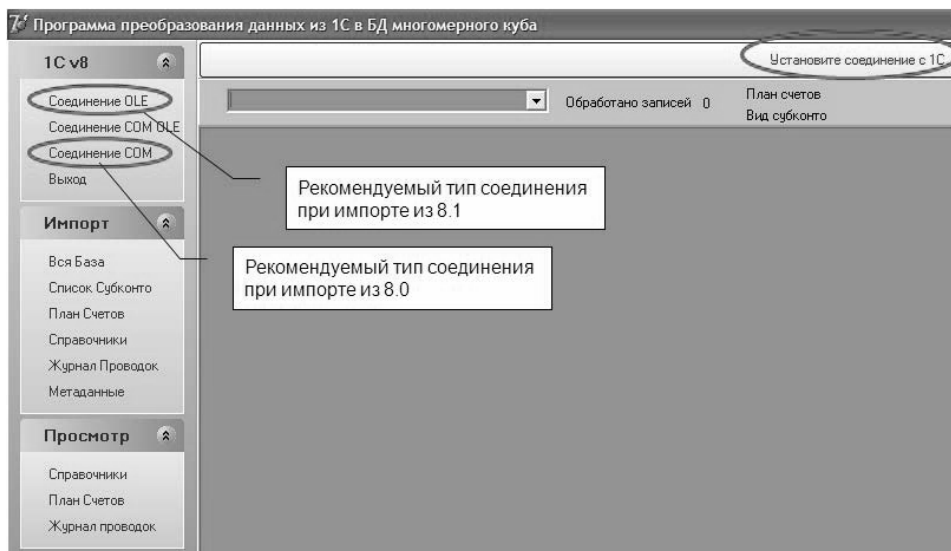 Программа преобразования данных из 1С в БД многомерного куба
1С v8
Соединение OLE
Соединение COM OLE
Соединение COM
Выход
Импорт
Вся База
Список Субконто
План Счетов
Справочники
Журнал Проводок
Метаданные
Просмотр
Справочники
План Счетов
Журнал проводок
Установите соединение с 1С
Обработано записей 0
План счетов
Вид субконто
Рекомендуемый тип соединения
при импорте из 8.1
Рекомендуемый тип соединения
при импорте из 8.0